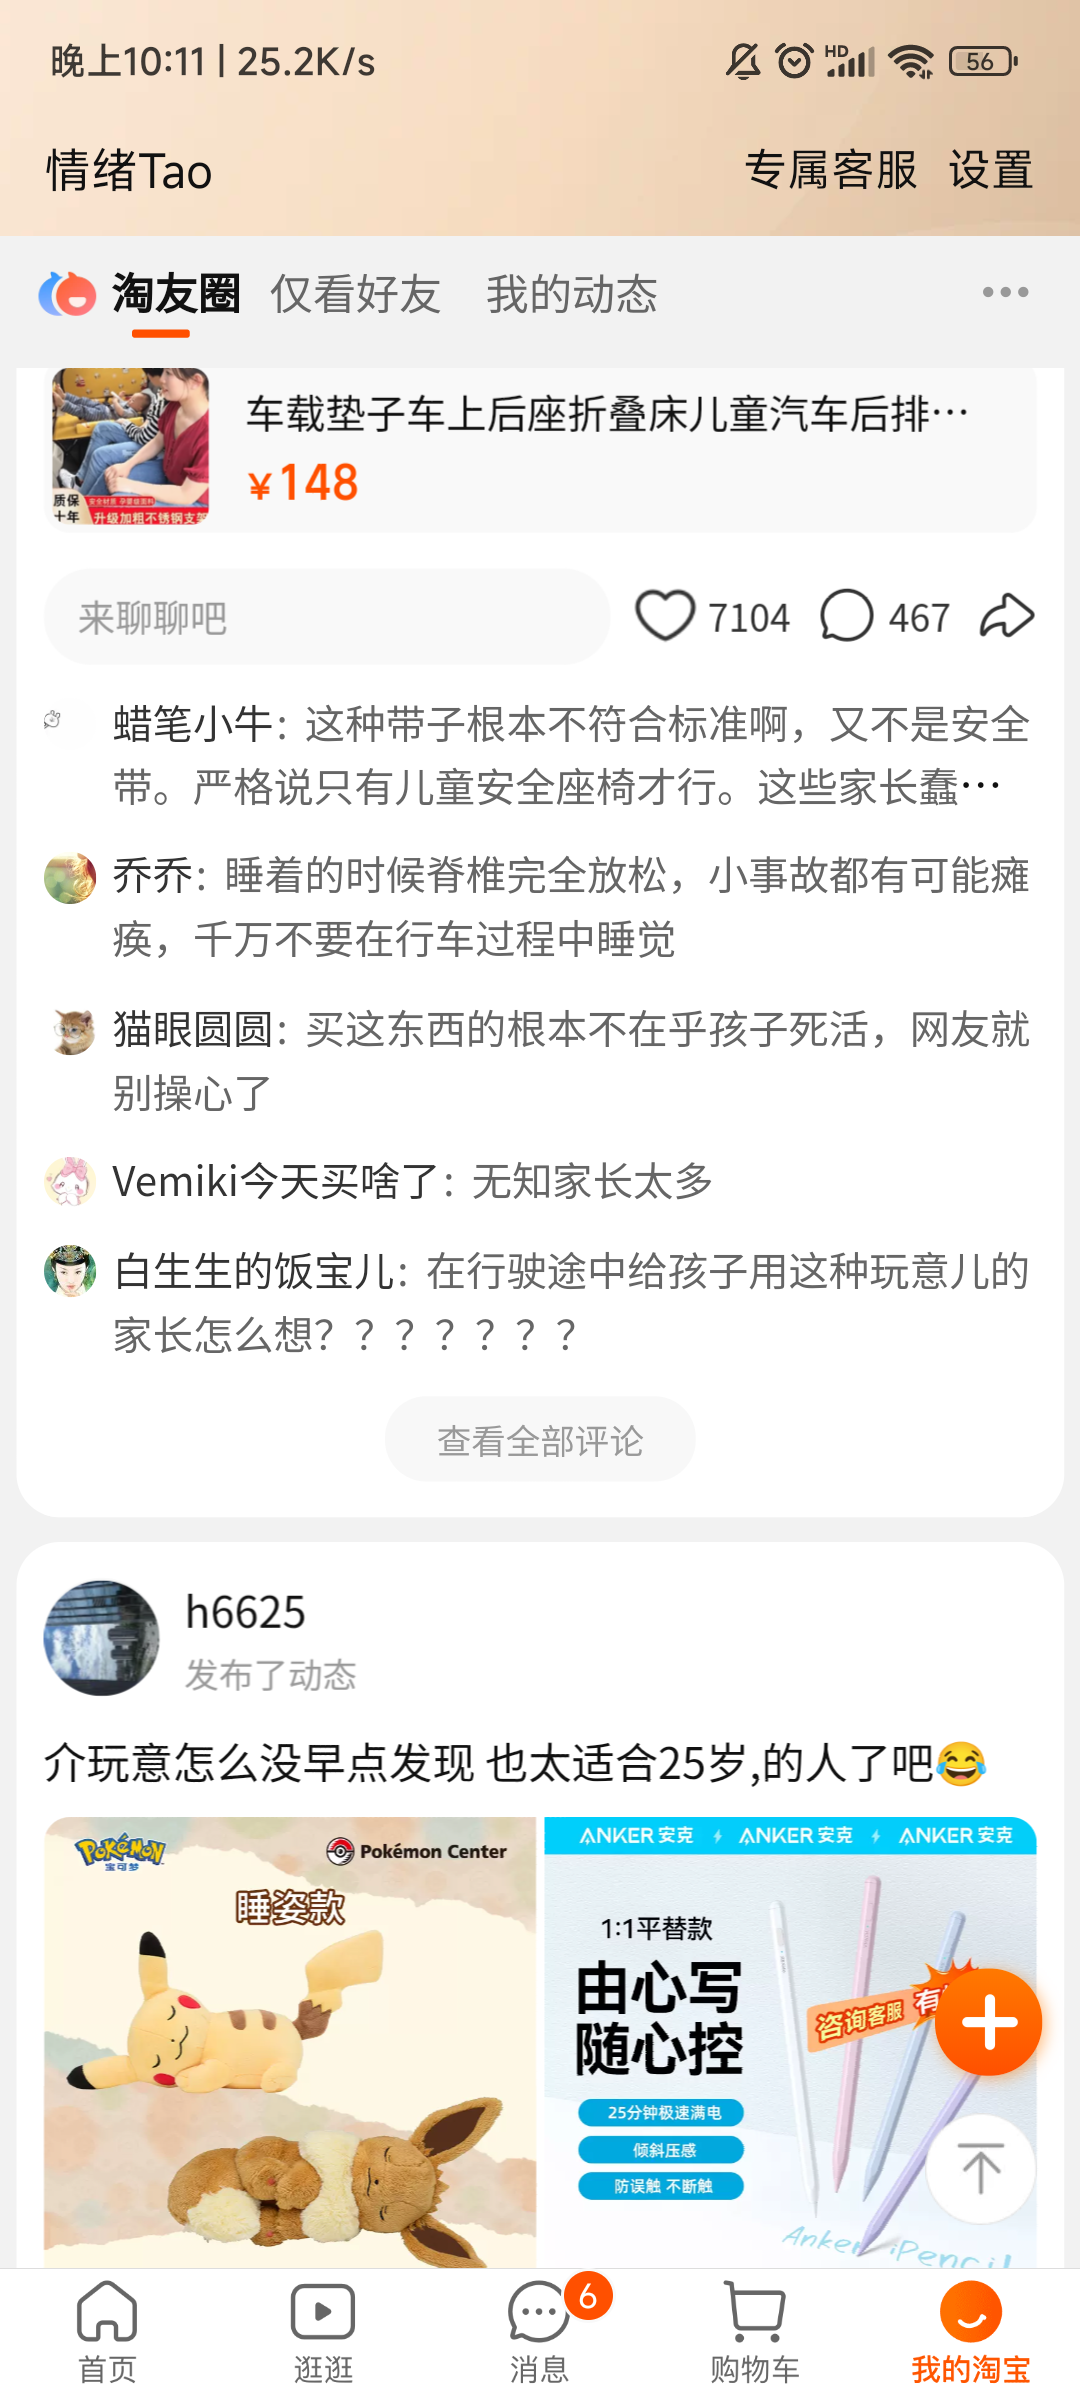 晚上10:11 | 25.2K/s
HD
56
情绪Tao
专属客服 设置
淘友圈 仅看好友 我的动态
车载垫子车上后座折叠床儿童汽车后排…
¥148
质保
十年
升级加粗不锈钢支架
来聊聊吧
7104
467
蜡笔小牛：这种带子根本不符合标准啊，又不是安全
带。严格说只有儿童安全座椅才行。这些家长蠢…
乔乔：睡着的时候脊椎完全放松，小事故都有可能瘫
痪，千万不要在行车过程中睡觉
猫眼圆圆：买这东西的根本不在乎孩子死活，网友就
别操心了
Vemiki今天买啥了：无知家长太多
白生生的饭宝儿：在行驶途中给孩子用这种玩意儿的
家长怎么想？？？？？？？
查看全部评论
h6625
发布了动态
介玩意怎么没早点发现 也太适合25岁,的人了吧😂
POKéMON
宝可梦
Pokémon Center
睡姿款
ANKER 安克 ANKER 安克 ANKER 安克
1:1平替款
由心写
随心控
咨询客服 有
25分钟极速满电
倾斜压感
防误触 不断触
Anker iPencil
首页
逛逛
6
消息
购物车
我的淘宝